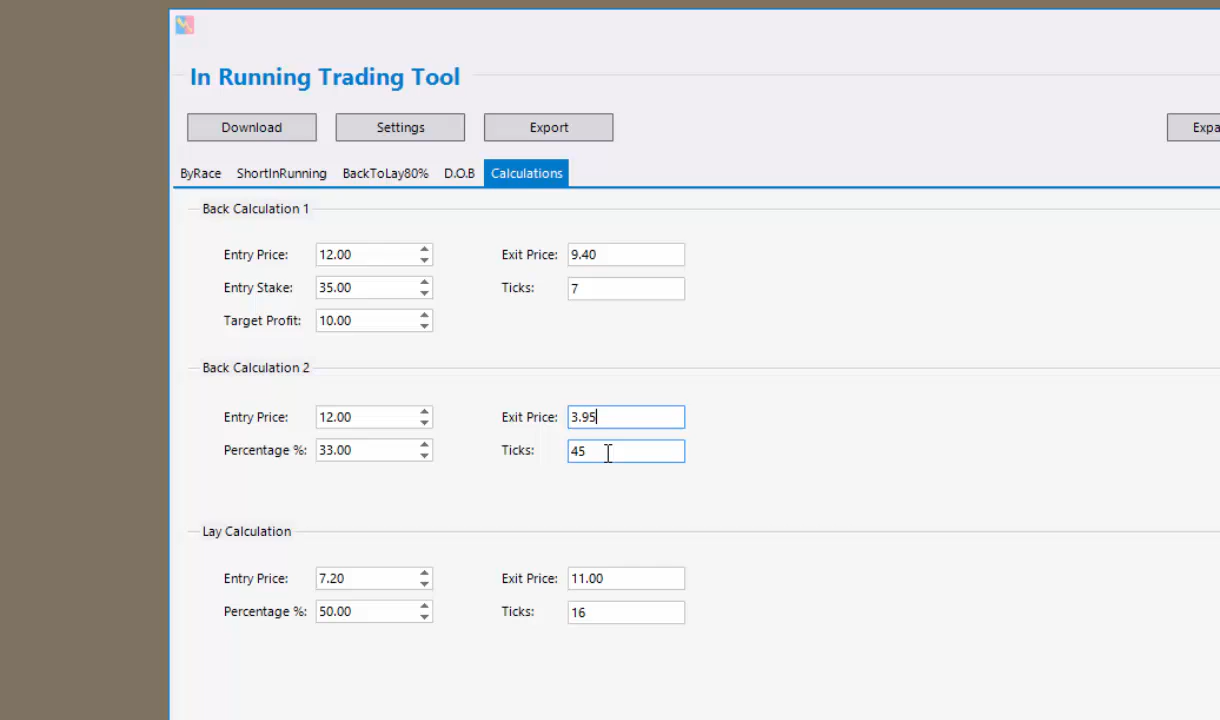 In Running Trading Tool
Download Settings Export
ByRace ShortInRunning BackToLay80% D.O.B Calculations
Back Calculation 1
Entry Price: 12.00 Exit Price: 9.40
Entry Stake: 35.00 Ticks: 7
Target Profit: 10.00
Back Calculation 2
Entry Price: 12.00 Exit Price: 3.95
Percentage %: 33.00 Ticks: 45
Lay Calculation
Entry Price: 7.20 Exit Price: 11.00
Percentage %: 50.00 Ticks: 16